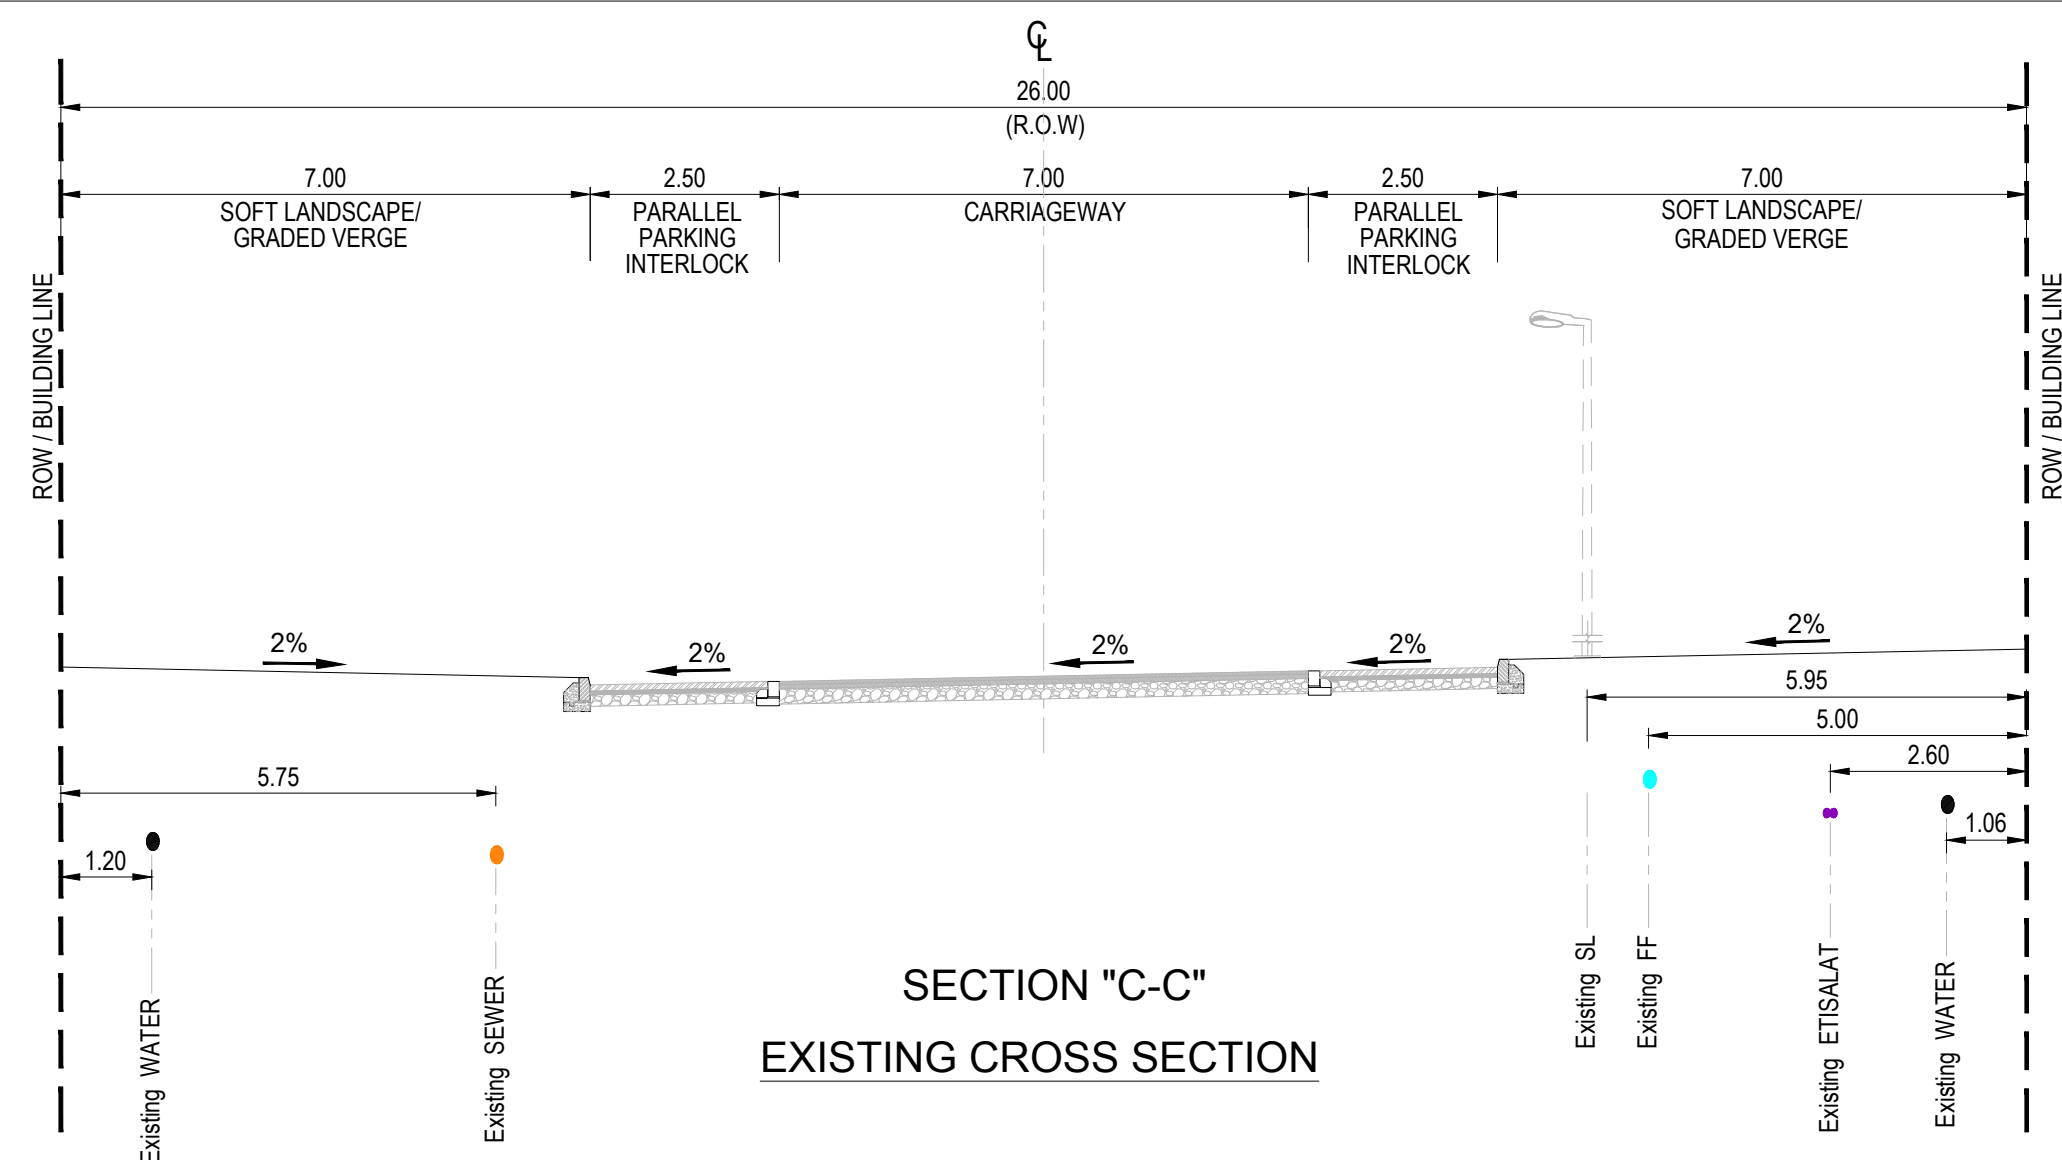 ℄
26.00
(R.O.W)
7.00
SOFT LANDSCAPE/
GRADED VERGE
2.50
PARALLEL
PARKING
INTERLOCK
7.00
CARRIAGEWAY
2.50
PARALLEL
PARKING
INTERLOCK
7.00
SOFT LANDSCAPE/
GRADED VERGE
ROW / BUILDING LINE
ROW / BUILDING LINE
2%
2%
2%
2%
2%
5.95
5.00
2.60
1.06
5.75
1.20
Existing WATER
Existing SEWER
Existing SL
Existing FF
Existing ETISALAT
Existing WATER
SECTION "C-C"
EXISTING CROSS SECTION